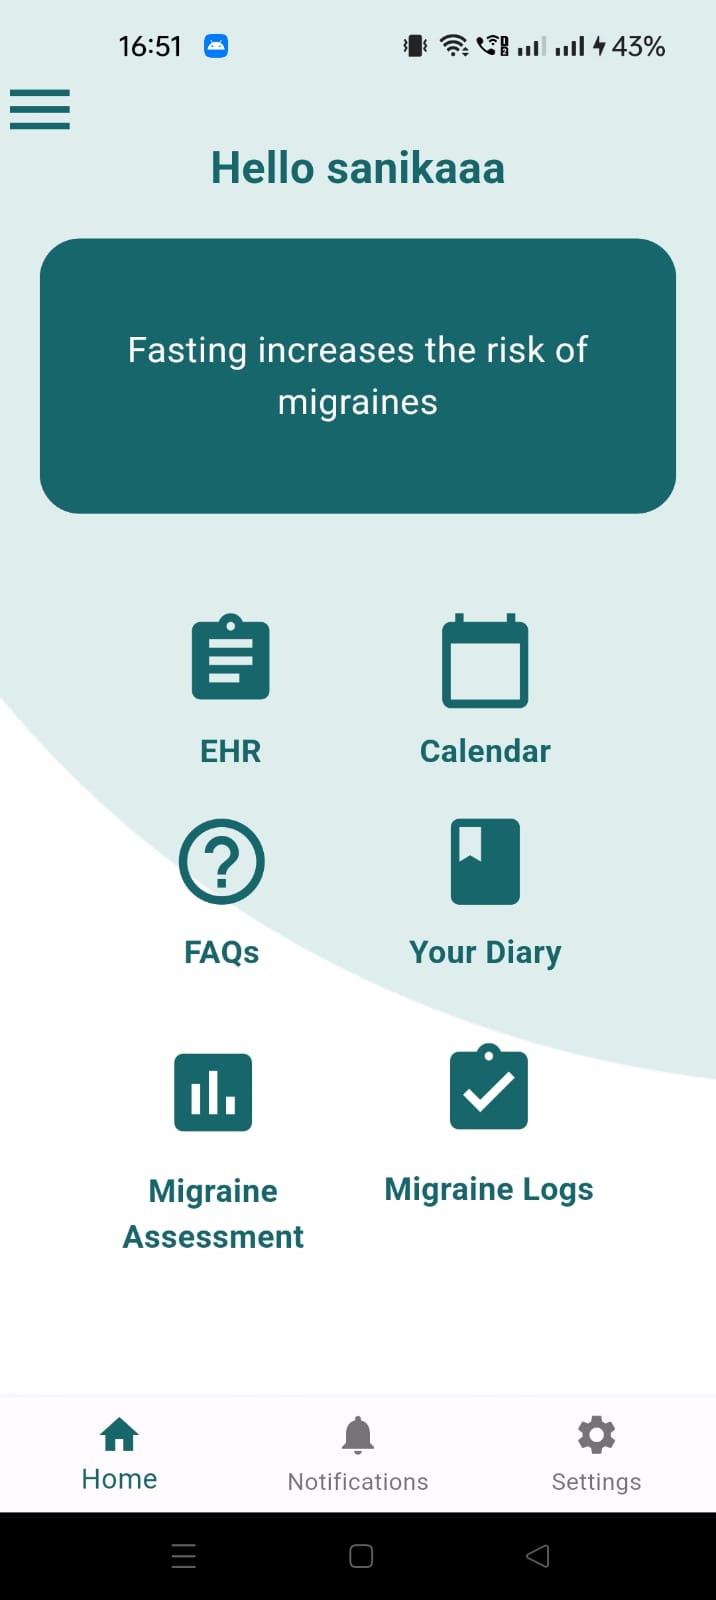 16:51
43%
Hello sanikaaa
Fasting increases the risk of
migraines
EHR
Calendar
FAQs
Your Diary
Migraine
Assessment
Migraine Logs
Home
Notifications
Settings